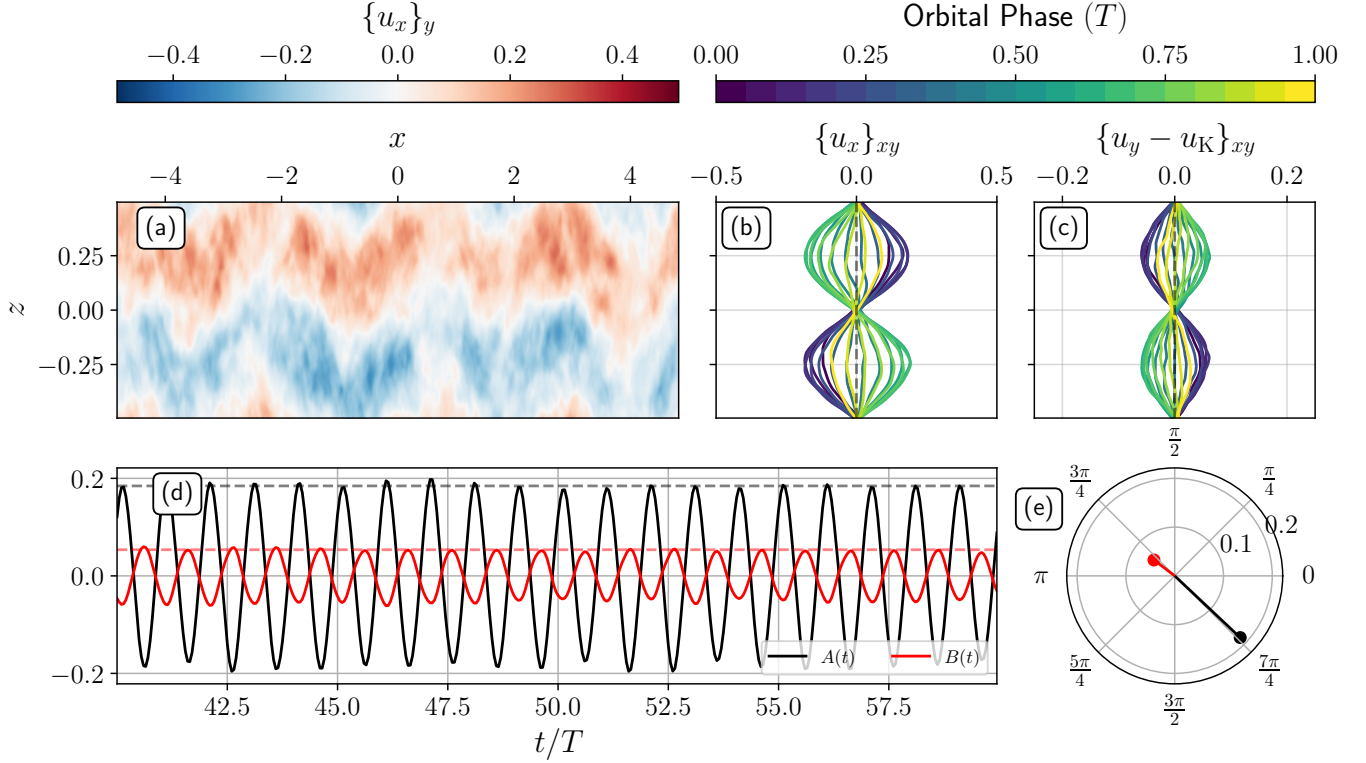 {u_x}_y
Orbital Phase (T)
−0.4 −0.2 0.0 0.2 0.4
0.00 0.25 0.50 0.75 1.00
x
{u_x}_{xy}
{u_y − u_K}_{xy}
−4 −2 0 2 4
−0.5 0.0 0.5
−0.2 0.0 0.2
(a)
(b)
(c)
z
0.25
0.00
−0.25
(d)
0.2
0.0
−0.2
A(t) B(t)
42.5 45.0 47.5 50.0 52.5 55.0 57.5
t/T
(e)
π/2
3π/4
π/4
0.2
0.1
π
0
5π/4
7π/4
3π/2